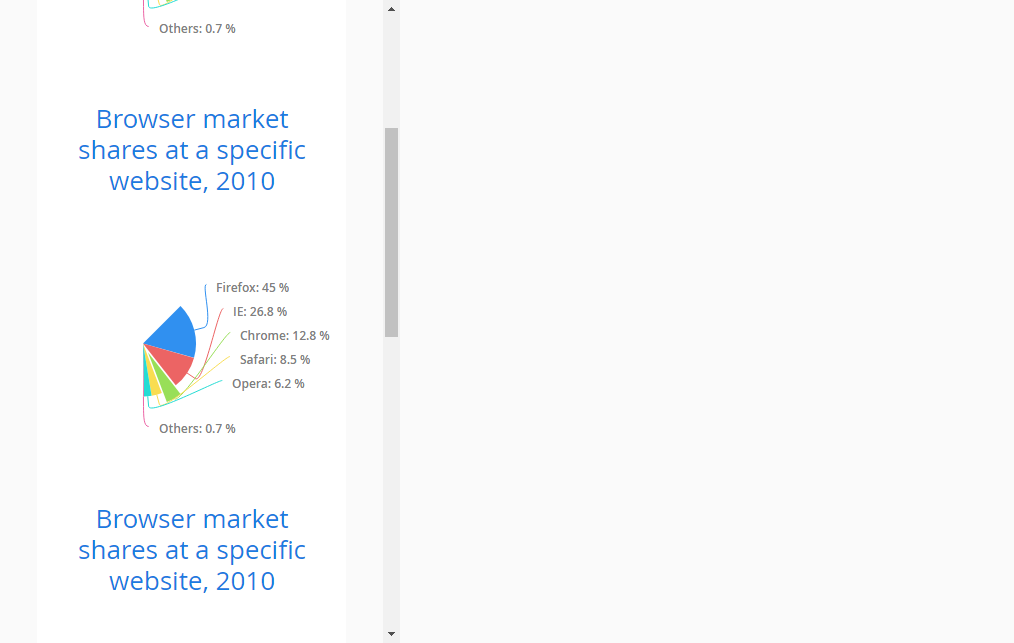 Others: 0.7 %
Browser market
shares at a specific
website, 2010
Firefox: 45 %
IE: 26.8 %
Chrome: 12.8 %
Safari: 8.5 %
Opera: 6.2 %
Others: 0.7 %
Browser market
shares at a specific
website, 2010